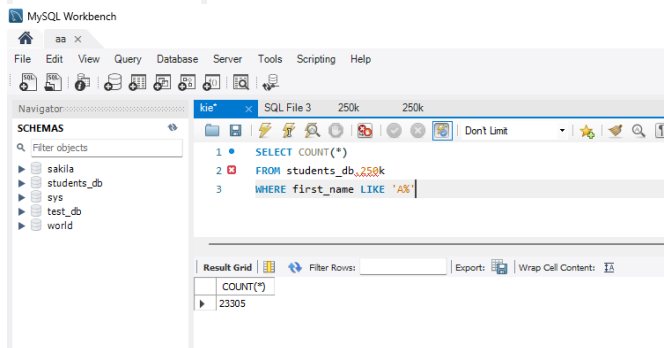 MySQL Workbench
aa ×
File Edit View Query Database Server Tools Scripting Help
Navigator
SCHEMAS
Filter objects
sakila
students_db
sys
test_db
world
kie* × SQL File 3 250k 250k
Don't Limit
1 SELECT COUNT(*)
2 FROM students_db.250k
3 WHERE first_name LIKE 'A%'
Result Grid Filter Rows: Export: Wrap Cell Content: IA
COUNT(*)
23305